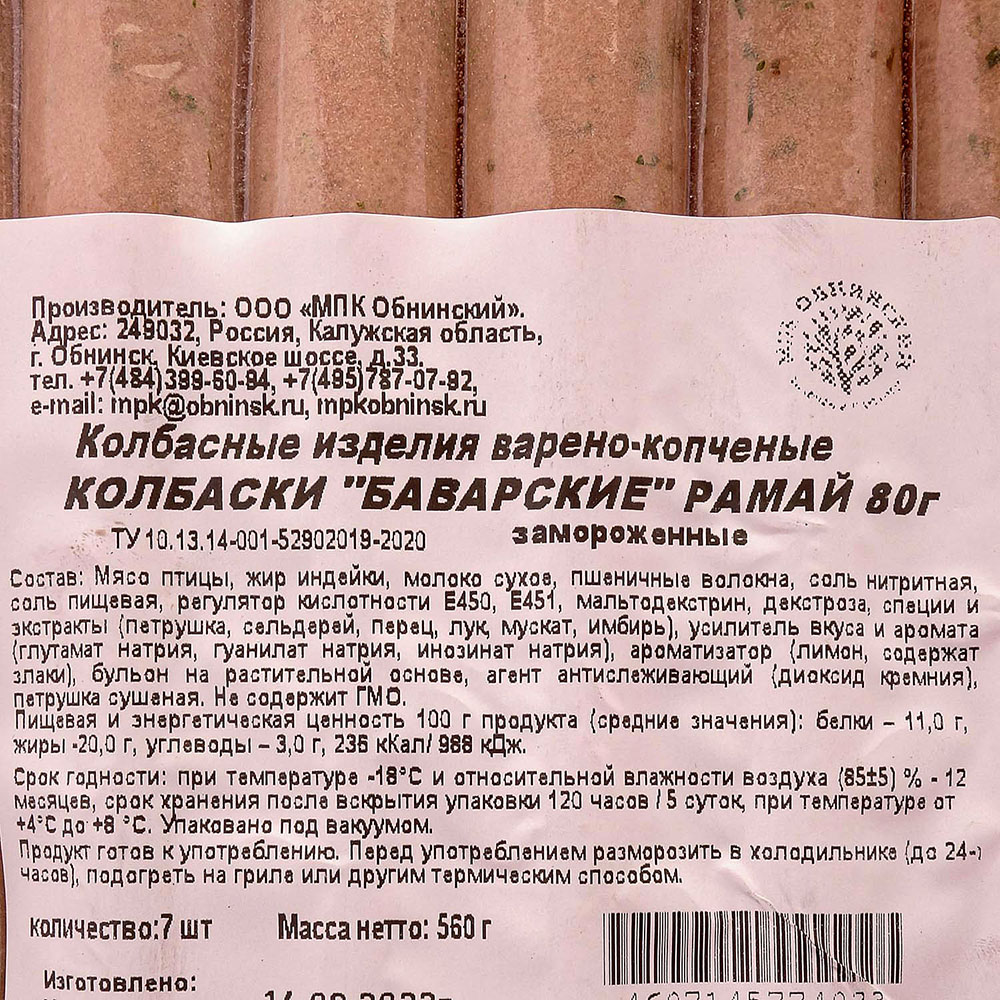 Производитель: ООО «МПК Обнинский».
Адрес: 249032, Россия, Калужская область,
г. Обнинск, Киевское шоссе, д.33.
тел. +7(484)399-60-94, +7(495)787-07-92,
e-mail: mpk@obninsk.ru, mpkobninsk.ru
Колбасные изделия варено-копченые
КОЛБАСКИ "БАВАРСКИЕ" РАМАЙ 80г
ТУ 10.13.14-001-52902019-2020 замороженные
Состав: Мясо птицы, жир индейки, молоко сухое, пшеничные волокна, соль нитритная,
соль пищевая, регулятор кислотности Е450, Е451, мальтодекстрин, декстроза, специи и
экстракты (петрушка, сельдерей, перец, лук, мускат, имбирь), усилитель вкуса и аромата
(глутамат натрия, гуанилат натрия, инозинат натрия), ароматизатор (лимон, содержат
злаки), бульон на растительной основе, агент антислеживающий (диоксид кремния),
петрушка сушеная. Не содержит ГМО.
Пищевая и энергетическая ценность 100 г продукта (средние значения): белки – 11,0 г,
жиры -20,0 г, углеводы – 3,0 г, 236 кКал/ 988 кДж.
Срок годности: при температуре -18°С и относительной влажности воздуха (85±5) % - 12
месяцев, срок хранения после вскрытия упаковки 120 часов / 5 суток, при температуре от
+4°С до +8 °С. Упаковано под вакуумом.
Продукт готов к употреблению. Перед употреблением разморозить в холодильнике (до 24-
часов), подогреть на гриле или другим термическим способом.
количество:7 шт Масса нетто: 560 г
Изготовлено: